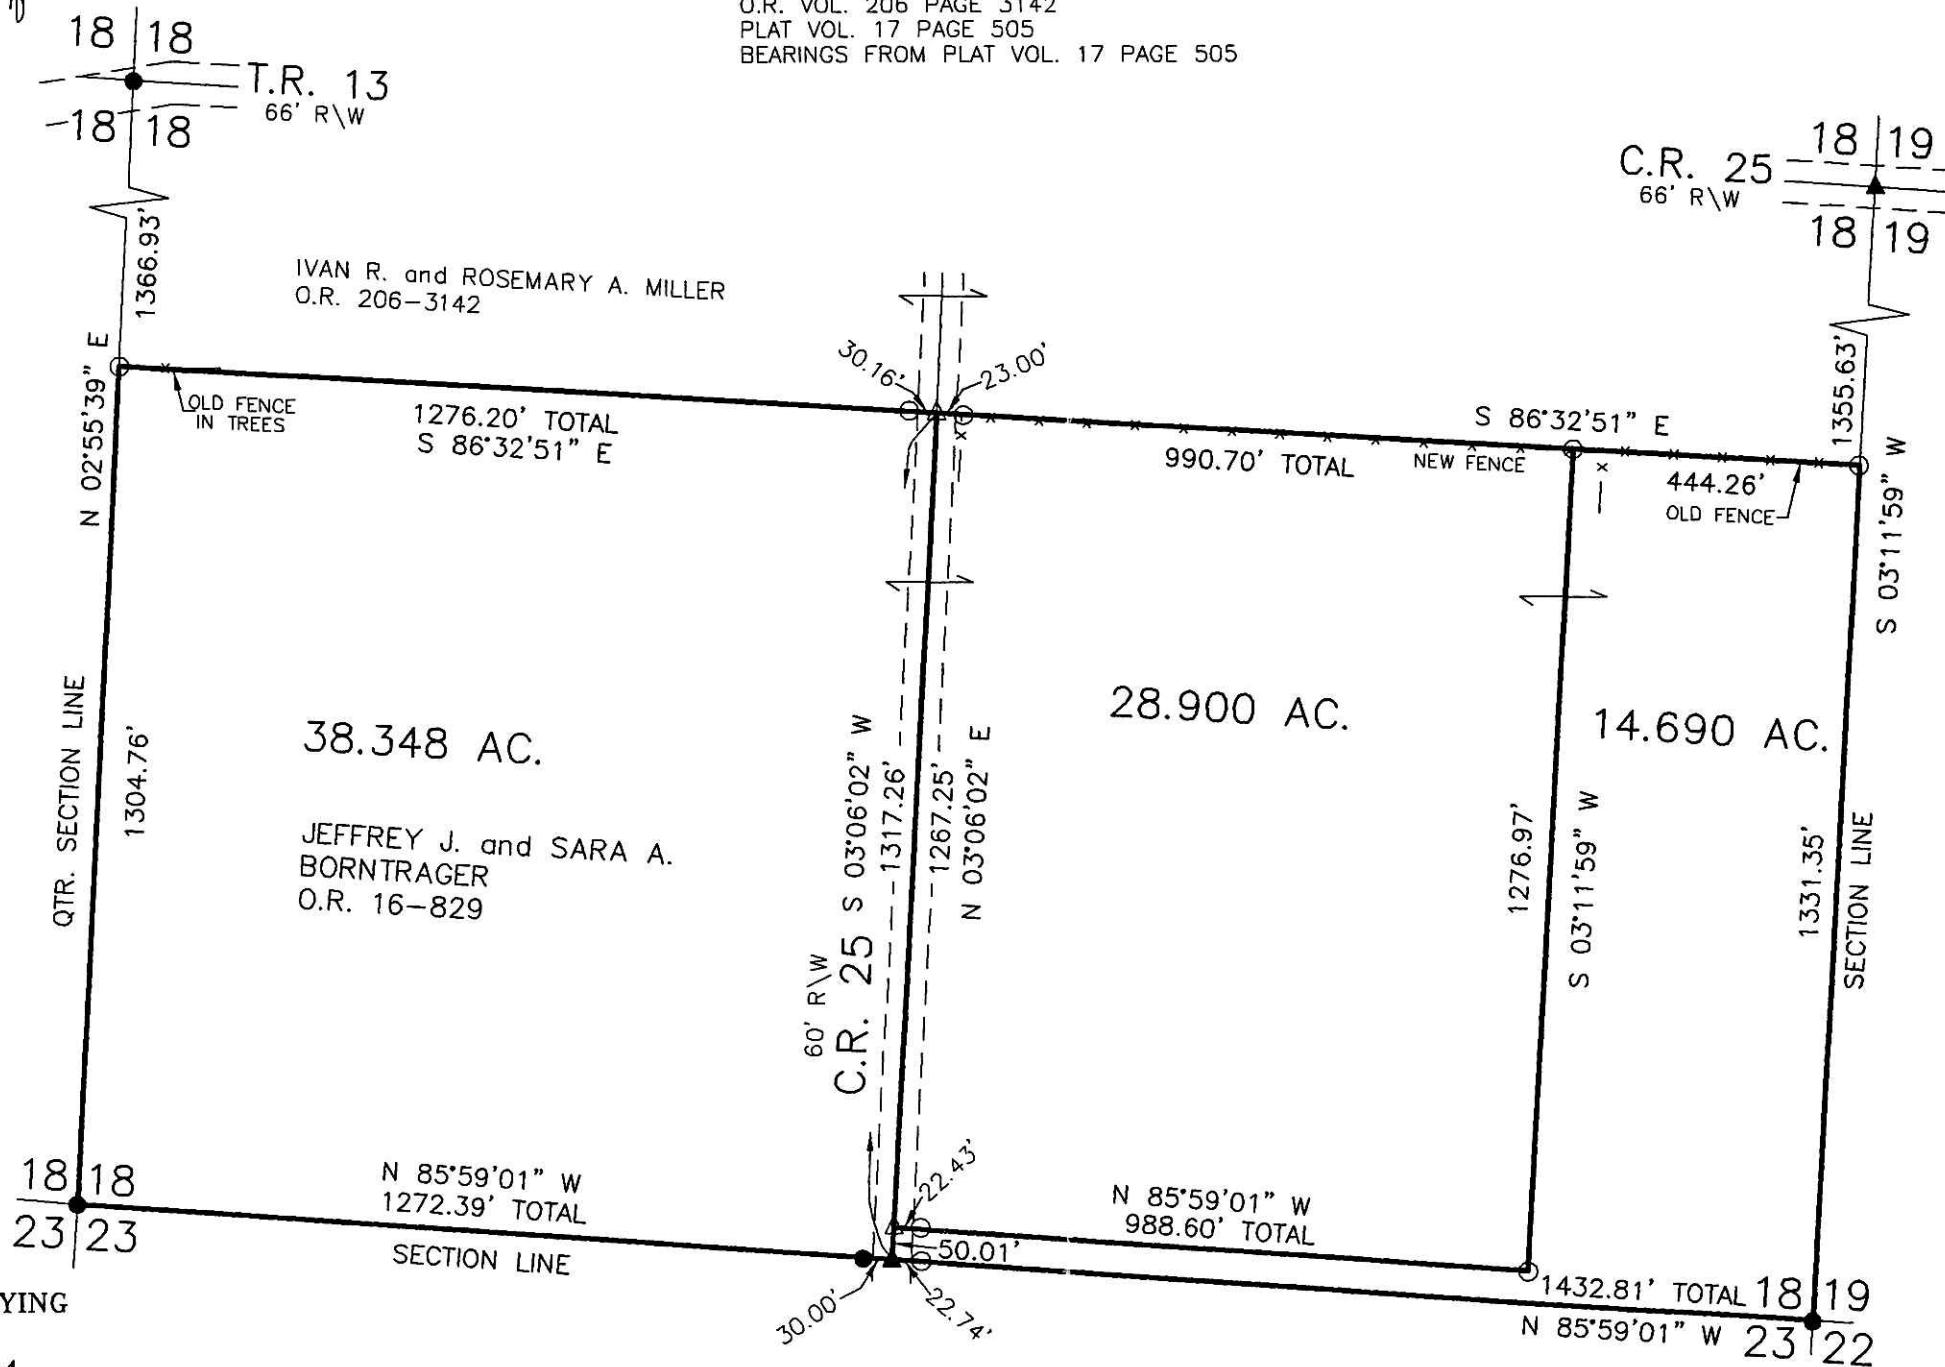 O.R. VOL. 206 PAGE 3142
PLAT VOL. 17 PAGE 505
BEARINGS FROM PLAT VOL. 17 PAGE 505
18 18
T.R. 13
66' R\W
18 18
18 19
C.R. 25
66' R\W
18 19
1366.93'
IVAN R. and ROSEMARY A. MILLER
O.R. 206-3142
1355.63'
N 02°55'39" E
OLD FENCE
IN TREES
1276.20' TOTAL
S 86°32'51" E
30.16'
23.00'
S 86°32'51" E
990.70' TOTAL
NEW FENCE
444.26'
OLD FENCE
S 03°11'59" W
QTR. SECTION LINE
1304.76'
38.348 AC.
JEFFREY J. and SARA A.
BORNTRAGER
O.R. 16-829
60' R\W
C.R. 25
S 03°06'02" W
1317.26'
1267.25'
N 03°06'02" E
28.900 AC.
1276.97'
S 03°11'59" W
14.690 AC.
1331.35'
SECTION LINE
18 18
23 23
N 85°59'01" W
1272.39' TOTAL
SECTION LINE
22.43'
50.01'
30.00'
22.74'
N 85°59'01" W
988.60' TOTAL
1432.81' TOTAL
N 85°59'01" W
18 19
23 22
YING